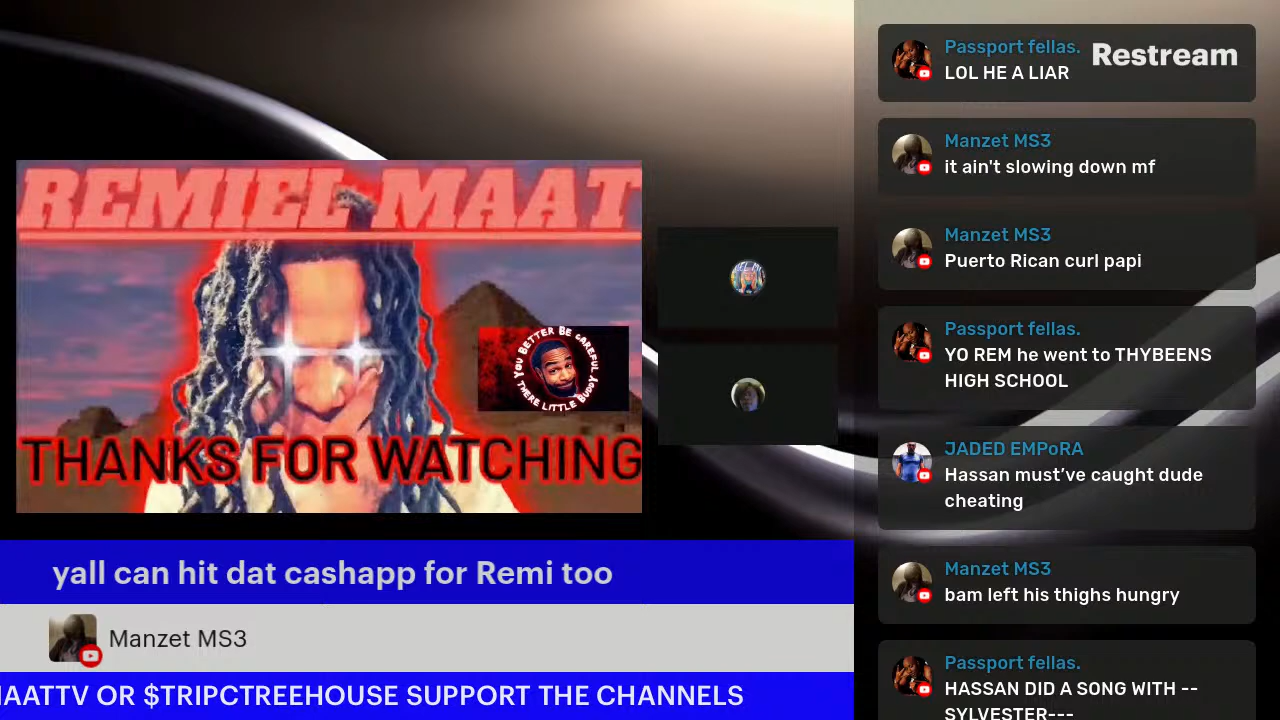 REMIEL MAAT
YOU BETTER BE CAREFUL
THERE LITTLE BUDDY
THANKS FOR WATCHING
yall can hit dat cashapp for Remi too
Manzet MS3
MAATTV OR $TRIPCTREEHOUSE SUPPORT THE CHANNELS
Restream
Passport fellas.
LOL HE A LIAR
Manzet MS3
it ain't slowing down mf
Manzet MS3
Puerto Rican curl papi
Passport fellas.
YO REM he went to THYBEENS
HIGH SCHOOL
JADED EMPoRA
Hassan must’ve caught dude
cheating
Manzet MS3
bam left his thighs hungry
Passport fellas.
HASSAN DID A SONG WITH --
SYLVESTER---